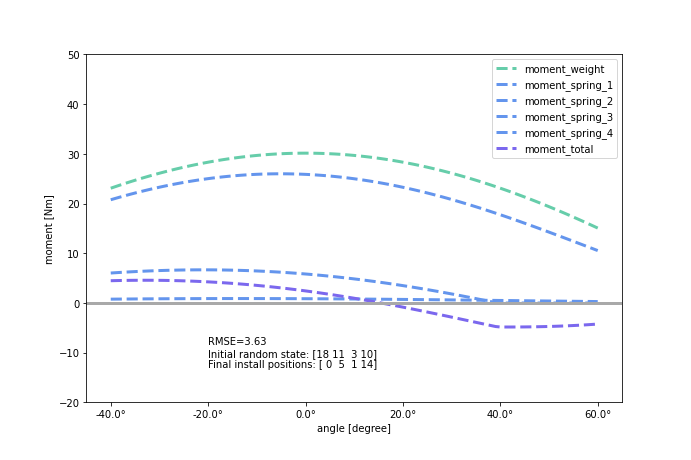 50
40
30
20
10
0
−10
−20
moment [Nm]
moment_weight
moment_spring_1
moment_spring_2
moment_spring_3
moment_spring_4
moment_total
RMSE=3.63
Initial random state: [18 11  3 10]
Final install positions: [ 0  5  1 14]
-40.0° -20.0° 0.0° 20.0° 40.0° 60.0°
angle [degree]